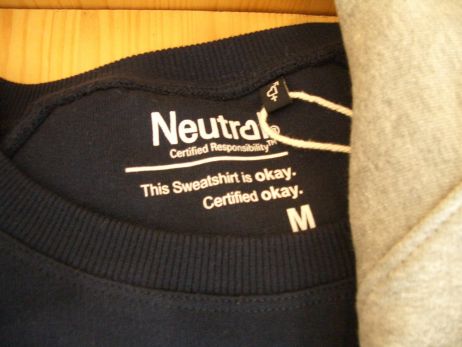 Neutral®
Certified Responsibility™
This Sweatshirt is okay.
Certified okay.
M